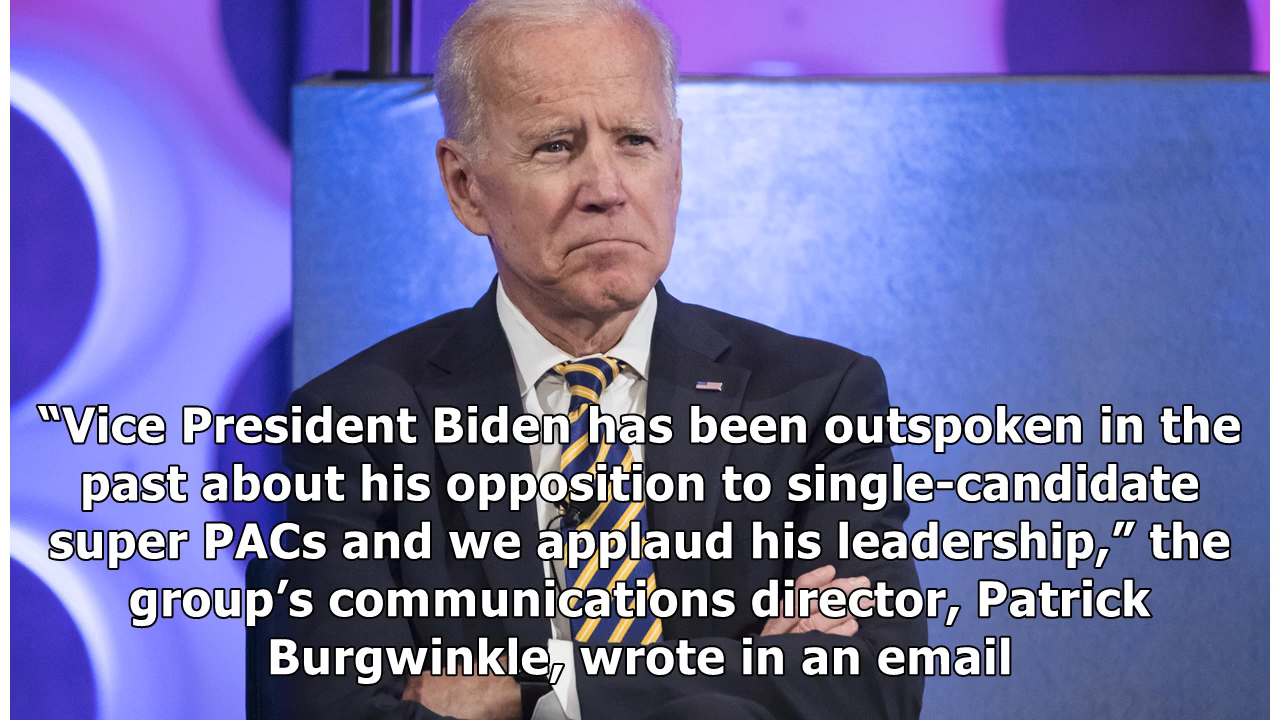 “Vice President Biden has been outspoken in the
past about his opposition to single-candidate
super PACs and we applaud his leadership,” the
group’s communications director, Patrick
Burgwinkle, wrote in an email